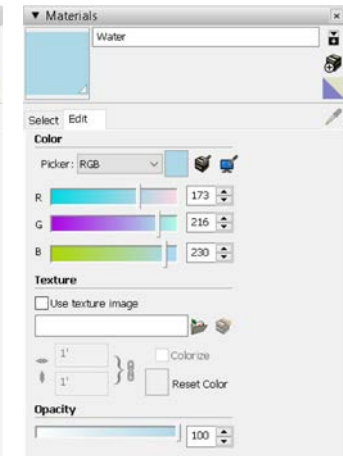 ▼ Materials
Water
Select Edit
Color
Picker: RGB
R 173
G 216
B 230
Texture
Use texture image
1' Colorize
1' Reset Color
Opacity
100